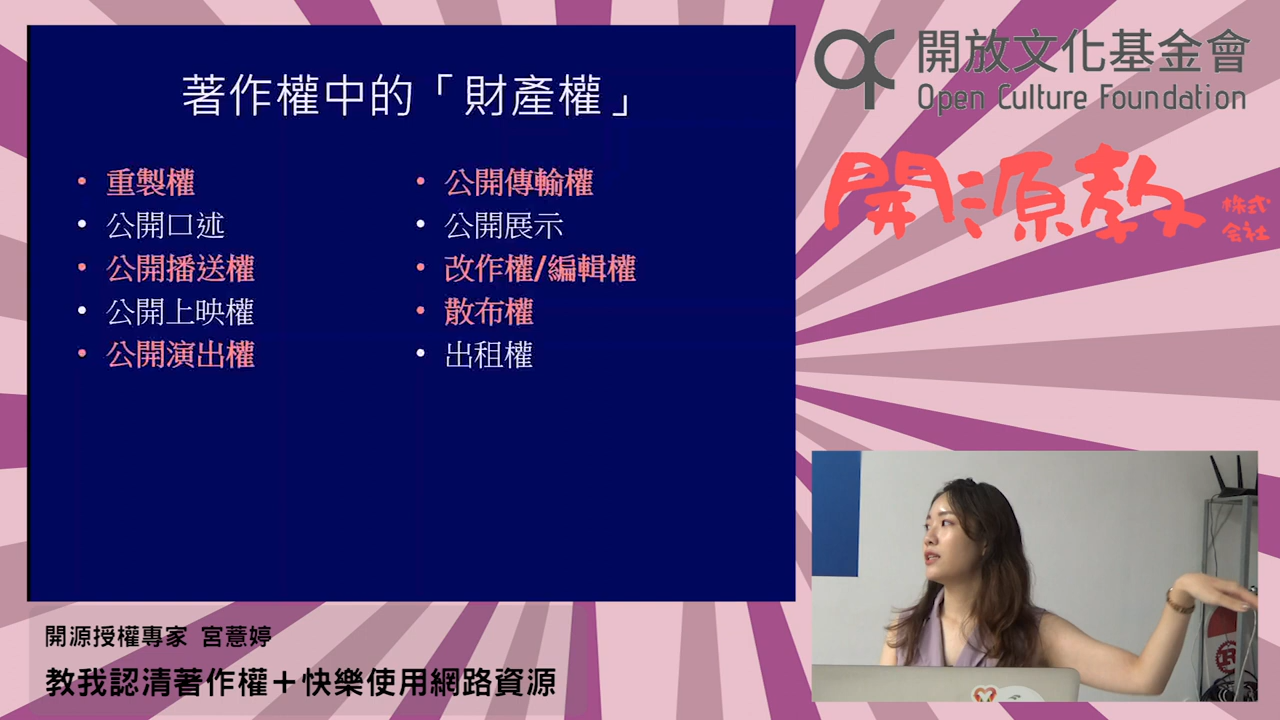 著作權中的「財產權」
• 重製權
• 公開口述
• 公開播送權
• 公開上映權
• 公開演出權
• 公開傳輸權
• 公開展示
• 改作權/編輯權
• 散布權
• 出租權
開放文化基金會
Open Culture Foundation
開源教
株式
会社
開源授權專家 宮薏婷
教我認清著作權＋快樂使用網路資源